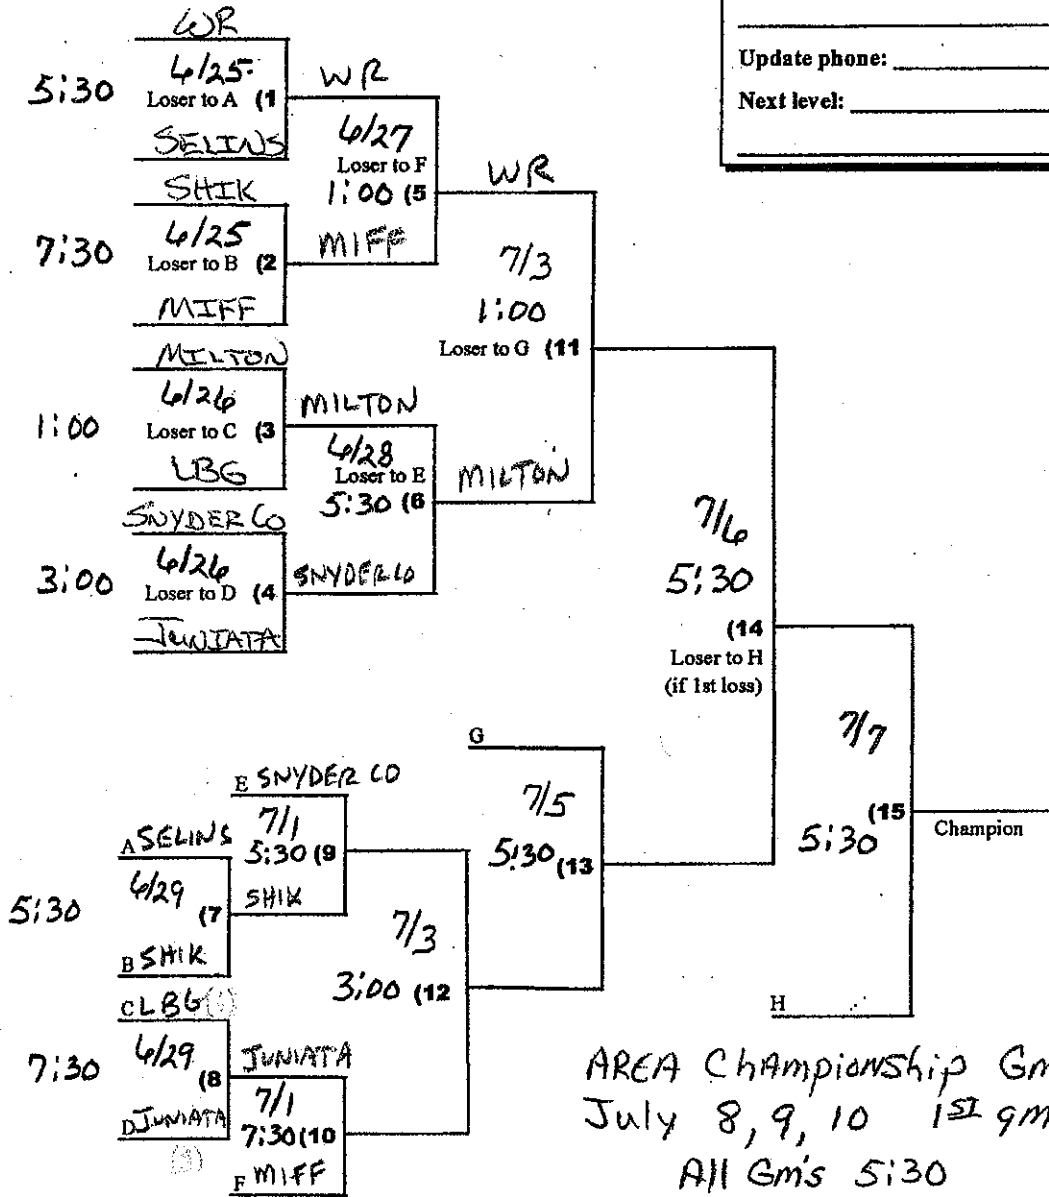 WR
5:30 6/25
Loser to A (1
SELINS
WR
Update phone:
Next level:
6/27
Loser to F
1:00 (5
SHIK
7:30 6/25
Loser to B (2
MIFF
MIFF
WR
7/3
1:00
Loser to G (11
MILTON
1:00 6/26
Loser to C (3
LBG
MILTON
6/28
Loser to E
5:30 (6
MILTON
SNYDER CO
3:00 6/26
Loser to D (4
JUNIATA
SNYDER CO
7/6
5:30
(14
Loser to H
(if 1st loss)
7/7
(15
5:30
Champion
G
7/5
5:30 (13
E SNYDER CO
7/1
5:30 (9
SHIK
A SELINS
5:30 6/29 (7
B SHIK
7/3
3:00 (12
H
C LBG
7:30 6/29 (8
D JUNIATA
JUNIATA
7/1
7:30 (10
F MIFF
AREA Championship Gm
July 8, 9, 10 1ST gm
All Gm's 5:30